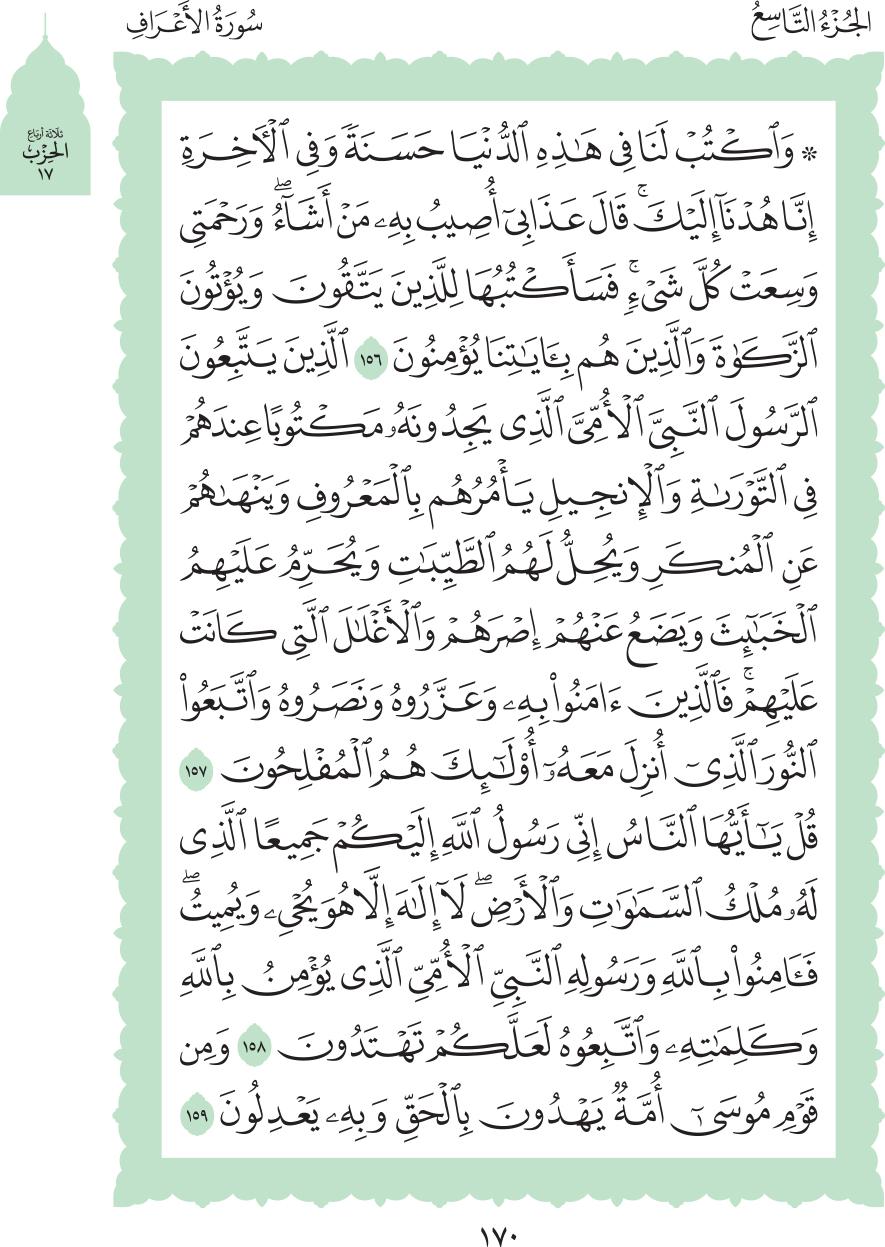 الجُزْءُ التَّاسِعُ
سُورَةُ الأَعْرَافِ
ثلاثة أرباع
الحِزْب
١٧
* وَٱكۡتُبۡ لَنَا فِي هَٰذِهِ ٱلدُّنۡيَا حَسَنَةٗ وَفِي ٱلۡأٓخِرَةِ
إِنَّا هُدۡنَآ إِلَيۡكَۚ قَالَ عَذَابِيٓ أُصِيبُ بِهِۦ مَنۡ أَشَآءُۖ وَرَحۡمَتِي
وَسِعَتۡ كُلَّ شَيۡءٖۚ فَسَأَكۡتُبُهَا لِلَّذِينَ يَتَّقُونَ وَيُؤۡتُونَ
ٱلزَّكَوٰةَ وَٱلَّذِينَ هُم بِـَٔايَٰتِنَا يُؤۡمِنُونَ ١٥٦ ٱلَّذِينَ يَتَّبِعُونَ
ٱلرَّسُولَ ٱلنَّبِيَّ ٱلۡأُمِّيَّ ٱلَّذِي يَجِدُونَهُۥ مَكۡتُوبًا عِندَهُمۡ
فِي ٱلتَّوۡرَىٰةِ وَٱلۡإِنجِيلِ يَأۡمُرُهُم بِٱلۡمَعۡرُوفِ وَيَنۡهَىٰهُمۡ
عَنِ ٱلۡمُنكَرِ وَيُحِلُّ لَهُمُ ٱلطَّيِّبَٰتِ وَيُحَرِّمُ عَلَيۡهِمُ
ٱلۡخَبَٰٓئِثَ وَيَضَعُ عَنۡهُمۡ إِصۡرَهُمۡ وَٱلۡأَغۡلَٰلَ ٱلَّتِي كَانَتۡ
عَلَيۡهِمۡۚ فَٱلَّذِينَ ءَامَنُواْ بِهِۦ وَعَزَّرُوهُ وَنَصَرُوهُ وَٱتَّبَعُواْ
ٱلنُّورَ ٱلَّذِيٓ أُنزِلَ مَعَهُۥٓ أُوْلَٰٓئِكَ هُمُ ٱلۡمُفۡلِحُونَ ١٥٧
قُلۡ يَٰٓأَيُّهَا ٱلنَّاسُ إِنِّي رَسُولُ ٱللَّهِ إِلَيۡكُمۡ جَمِيعًا ٱلَّذِي
لَهُۥ مُلۡكُ ٱلسَّمَٰوَٰتِ وَٱلۡأَرۡضِۖ لَآ إِلَٰهَ إِلَّا هُوَ يُحۡيِۦ وَيُمِيتُۖ
فَـَٔامِنُواْ بِٱللَّهِ وَرَسُولِهِ ٱلنَّبِيِّ ٱلۡأُمِّيِّ ٱلَّذِي يُؤۡمِنُ بِٱللَّهِ
وَكَلِمَٰتِهِۦ وَٱتَّبِعُوهُ لَعَلَّكُمۡ تَهۡتَدُونَ ١٥٨ وَمِن
قَوۡمِ مُوسَىٰٓ أُمَّةٞ يَهۡدُونَ بِٱلۡحَقِّ وَبِهِۦ يَعۡدِلُونَ ١٥٩
١٧٠